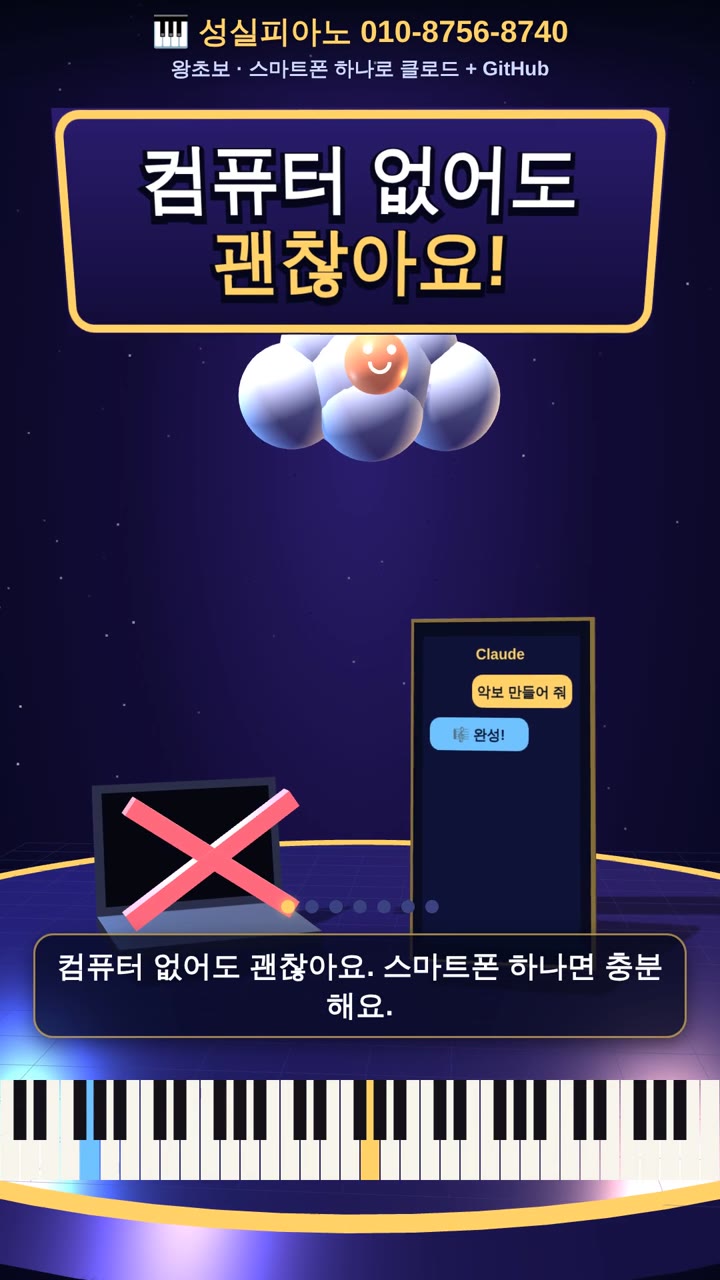 🎹 성실피아노 010-8756-8740
왕초보 · 스마트폰 하나로 클로드 + GitHub
컴퓨터 없어도
괜찮아요!
Claude
악보 만들어 줘
🎼 완성!
컴퓨터 없어도 괜찮아요. 스마트폰 하나면 충분
해요.